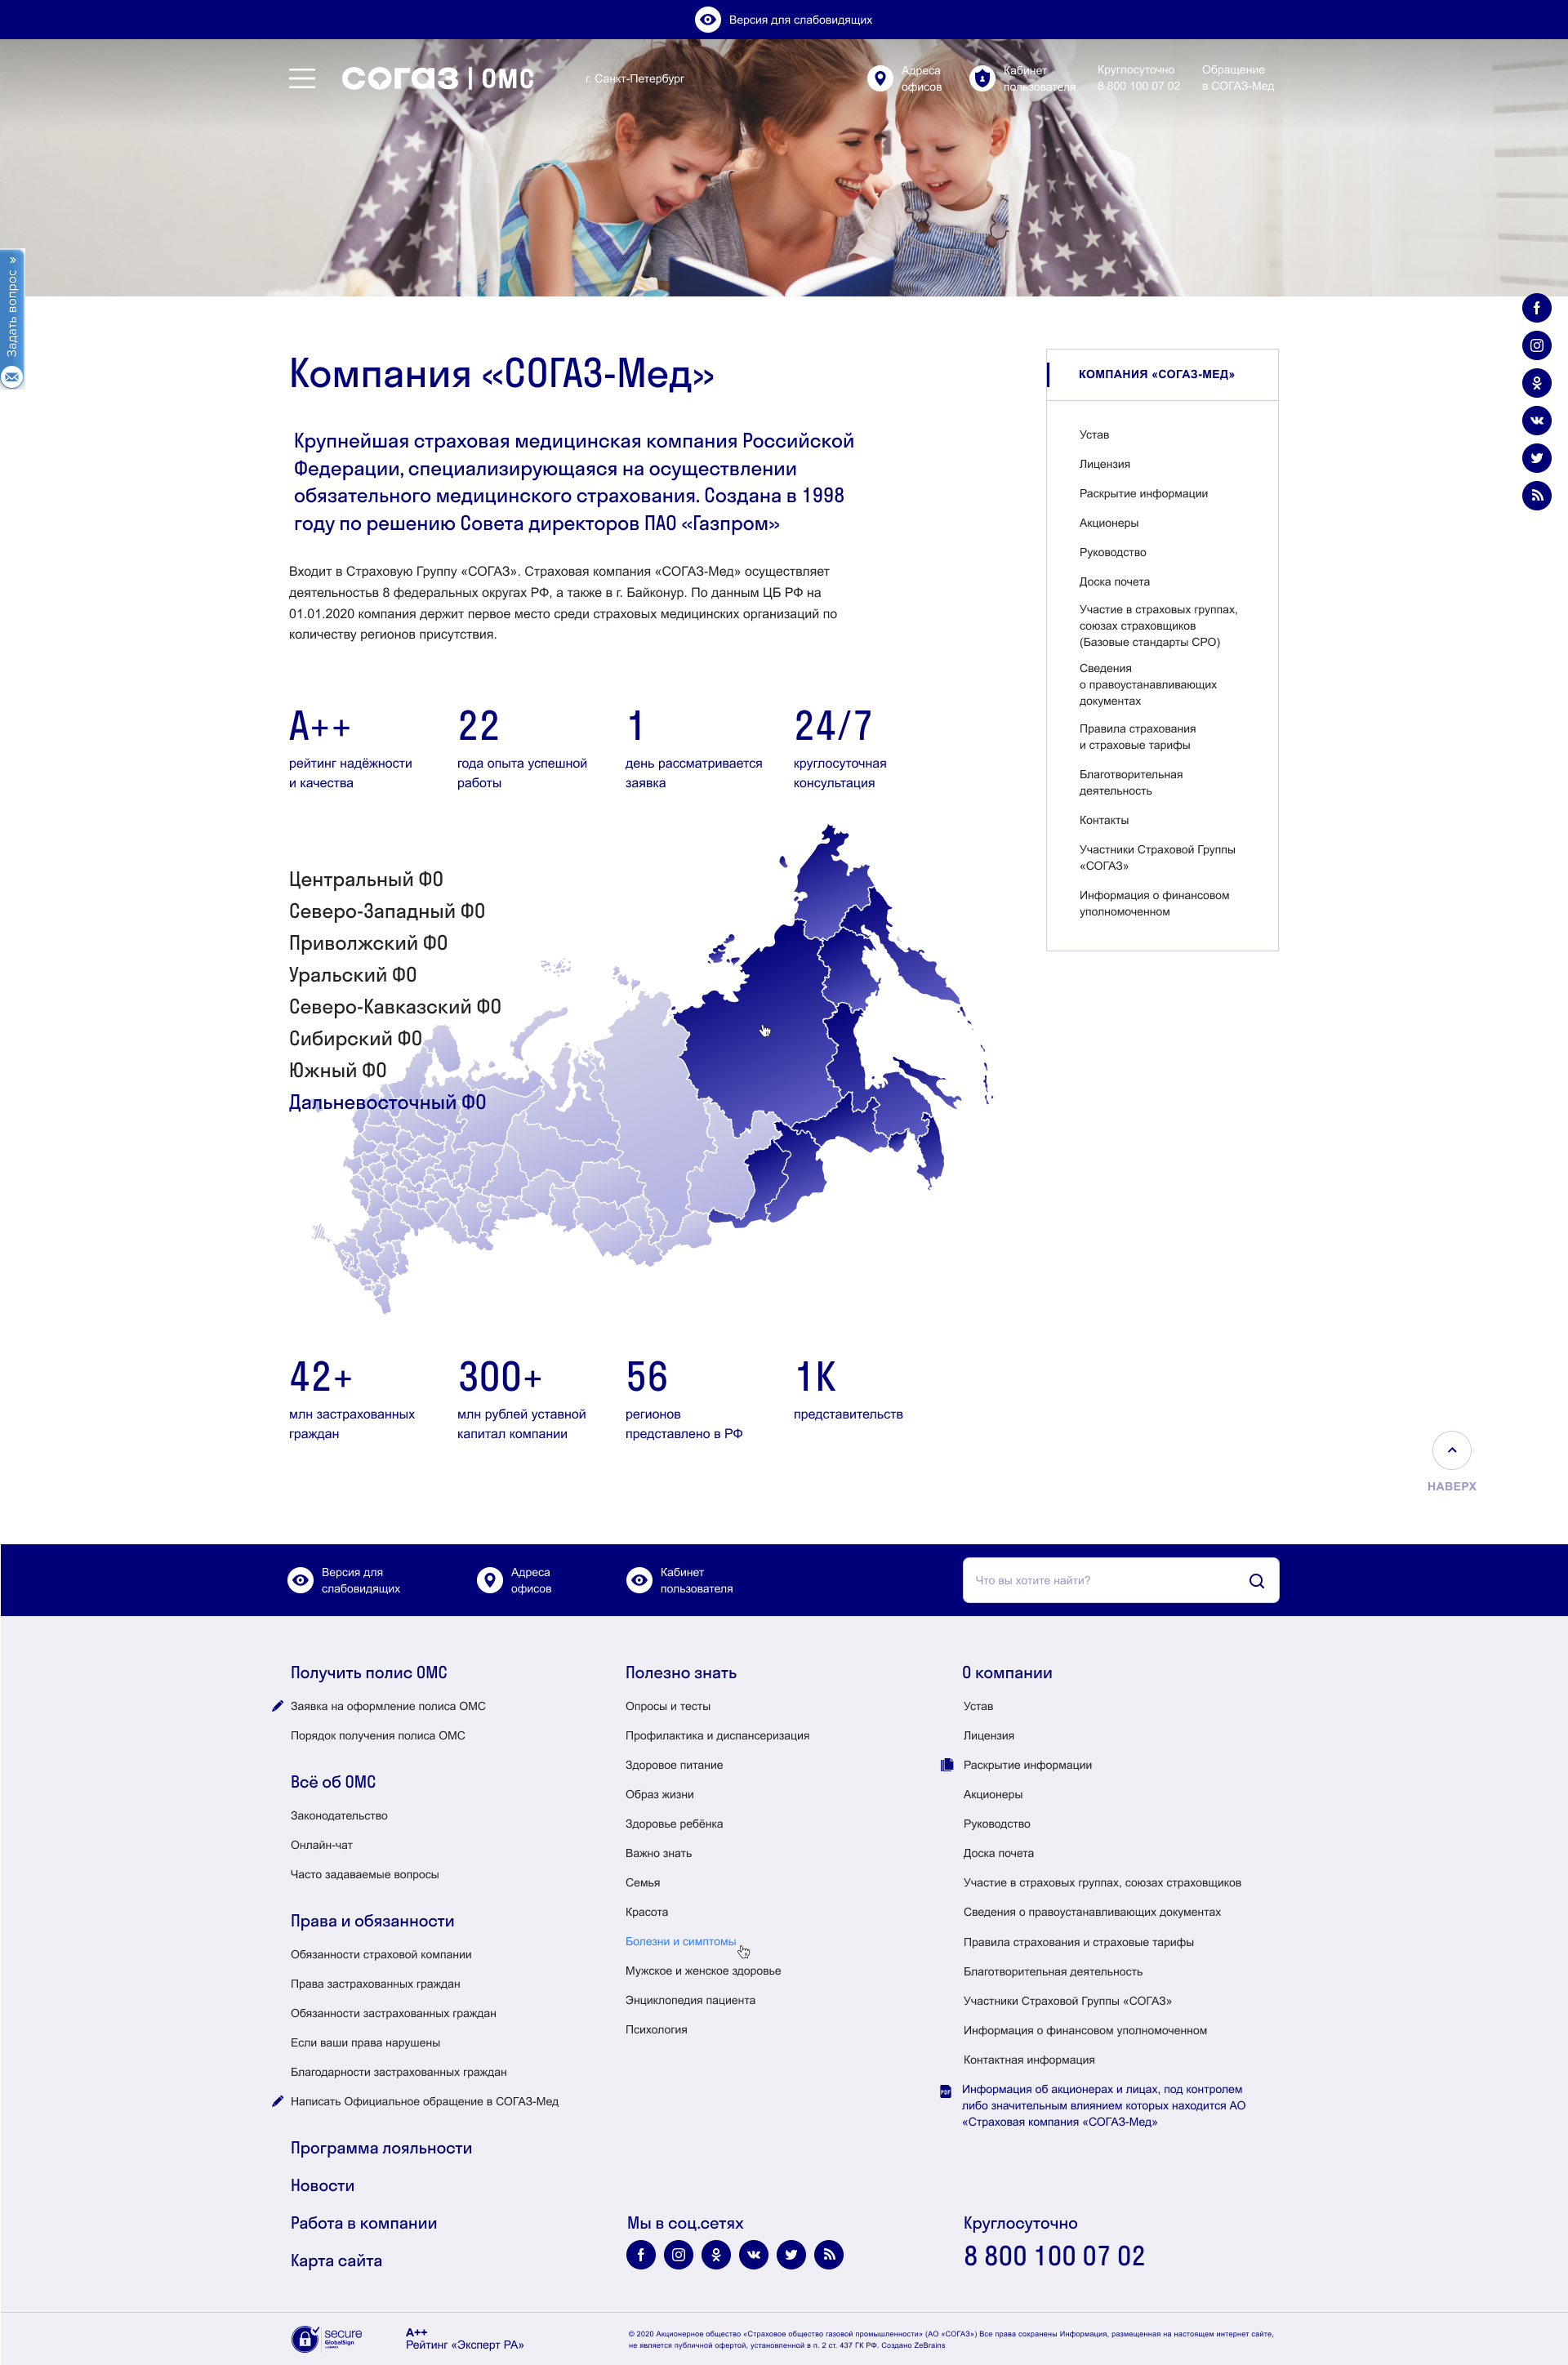 Версия для слабовидящих
согаз | ОМС
г. Санкт-Петербург
Адреса
офисов
Кабинет
пользователя
Круглосуточно
8 800 100 07 02
Обращение
в СОГАЗ-Мед
Задать вопрос »
Компания «СОГАЗ-Мед»
Крупнейшая страховая медицинская компания Российской
Федерации, специализирующаяся на осуществлении
обязательного медицинского страхования. Создана в 1998
году по решению Совета директоров ПАО «Газпром»
Входит в Страховую Группу «СОГАЗ». Страховая компания «СОГАЗ-Мед» осуществляет
деятельностьв 8 федеральных округах РФ, а также в г. Байконур. По данным ЦБ РФ на
01.01.2020 компания держит первое место среди страховых медицинских организаций по
количеству регионов присутствия.
А++
рейтинг надёжности
и качества
22
года опыта успешной
работы
1
день рассматривается
заявка
24/7
круглосуточная
консультация
Центральный ФО
Северо-Западный ФО
Приволжский ФО
Уральский ФО
Северо-Кавказский ФО
Сибирский ФО
Южный ФО
Дальневосточный ФО
42+
млн застрахованных
граждан
300+
млн рублей уставной
капитал компании
56
регионов
представлено в РФ
1К
представительств
КОМПАНИЯ «СОГАЗ-МЕД»
Устав
Лицензия
Раскрытие информации
Акционеры
Руководство
Доска почета
Участие в страховых группах,
союзах страховщиков
(Базовые стандарты СРО)
Сведения
о правоустанавливающих
документах
Правила страхования
и страховые тарифы
Благотворительная
деятельность
Контакты
Участники Страховой Группы
«СОГАЗ»
Информация о финансовом
уполномоченном
НАВЕРХ
Версия для
слабовидящих
Адреса
офисов
Кабинет
пользователя
Что вы хотите найти?
Получить полис ОМС
Заявка на оформление полиса ОМС
Порядок получения полиса ОМС
Всё об ОМС
Законодательство
Онлайн-чат
Часто задаваемые вопросы
Права и обязанности
Обязанности страховой компании
Права застрахованных граждан
Обязанности застрахованных граждан
Если ваши права нарушены
Благодарности застрахованных граждан
Написать Официальное обращение в СОГАЗ-Мед
Программа лояльности
Новости
Работа в компании
Карта сайта
Полезно знать
Опросы и тесты
Профилактика и диспансеризация
Здоровое питание
Образ жизни
Здоровье ребёнка
Важно знать
Семья
Красота
Болезни и симптомы
Мужское и женское здоровье
Энциклопедия пациента
Психология
Мы в соц.сетях
О компании
Устав
Лицензия
Раскрытие информации
Акционеры
Руководство
Доска почета
Участие в страховых группах, союзах страховщиков
Сведения о правоустанавливающих документах
Правила страхования и страховые тарифы
Благотворительная деятельность
Участники Страховой Группы «СОГАЗ»
Информация о финансовом уполномоченном
Контактная информация
PDF
Информация об акционерах и лицах, под контролем
либо значительным влиянием которых находится АО
«Страховая компания «СОГАЗ-Мед»
Круглосуточно
8 800 100 07 02
secure
GlobalSign
А++
Рейтинг «Эксперт РА»
© 2020 Акционерное общество «Страховое общество газовой промышленности» (АО «СОГАЗ») Все права сохранены Информация, размещенная на настоящем интернет сайте,
не является публичной офертой, установленной в п. 2 ст. 437 ГК РФ. Создано ZeBrains